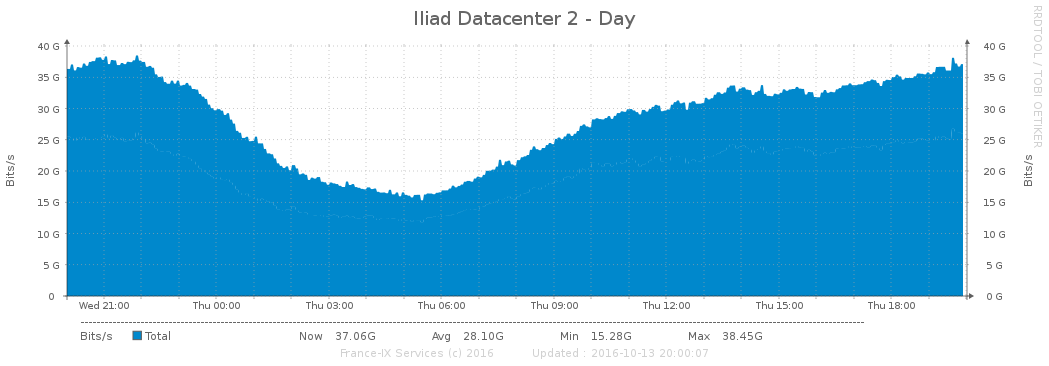 Iliad Datacenter 2 - Day
RRDTOOL / TOBI OETIKER
40 G 40 G
35 G 35 G
30 G 30 G
25 G 25 G
20 G 20 G
15 G 15 G
10 G 10 G
5 G 5 G
0 0 G
Bits/s
Bits/s
Wed 21:00 Thu 00:00 Thu 03:00 Thu 06:00 Thu 09:00 Thu 12:00 Thu 15:00 Thu 18:00
Bits/s Total Now 37.06G Avg 28.10G Min 15.28G Max 38.45G
France-IX Services (c) 2016 Updated : 2016-10-13 20:00:07